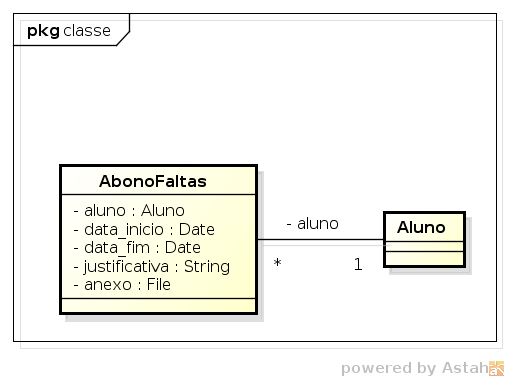 pkg classe
AbonoFaltas
- aluno : Aluno
- data_inicio : Date
- data_fim : Date
- justificativa : String
- anexo : File
- aluno
* 1
Aluno
powered by Astah